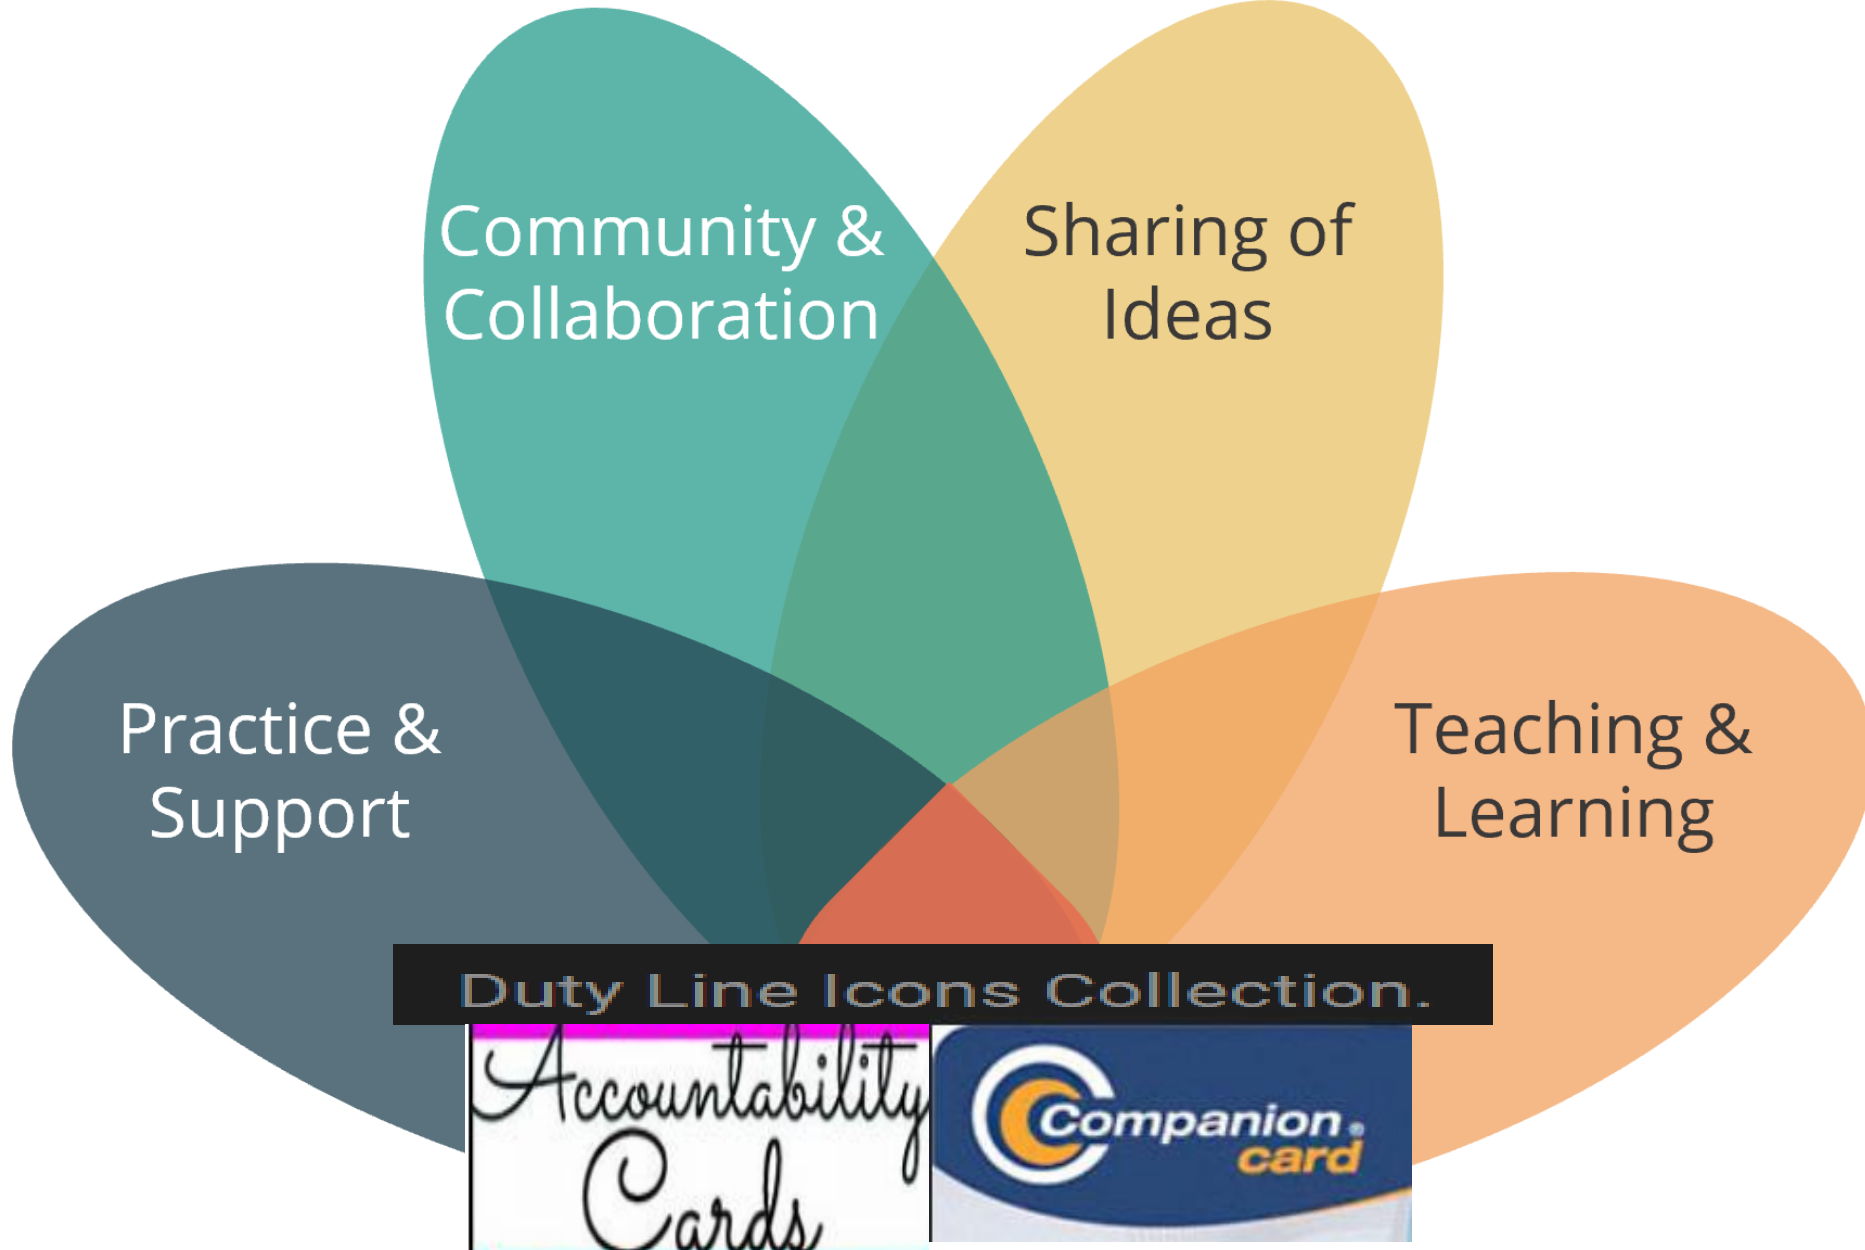 Community &
Collaboration
Sharing of
Ideas
Practice &
Support
Teaching &
Learning
Duty Line Icons Collection.
Accountability
Cards
Companion®
card